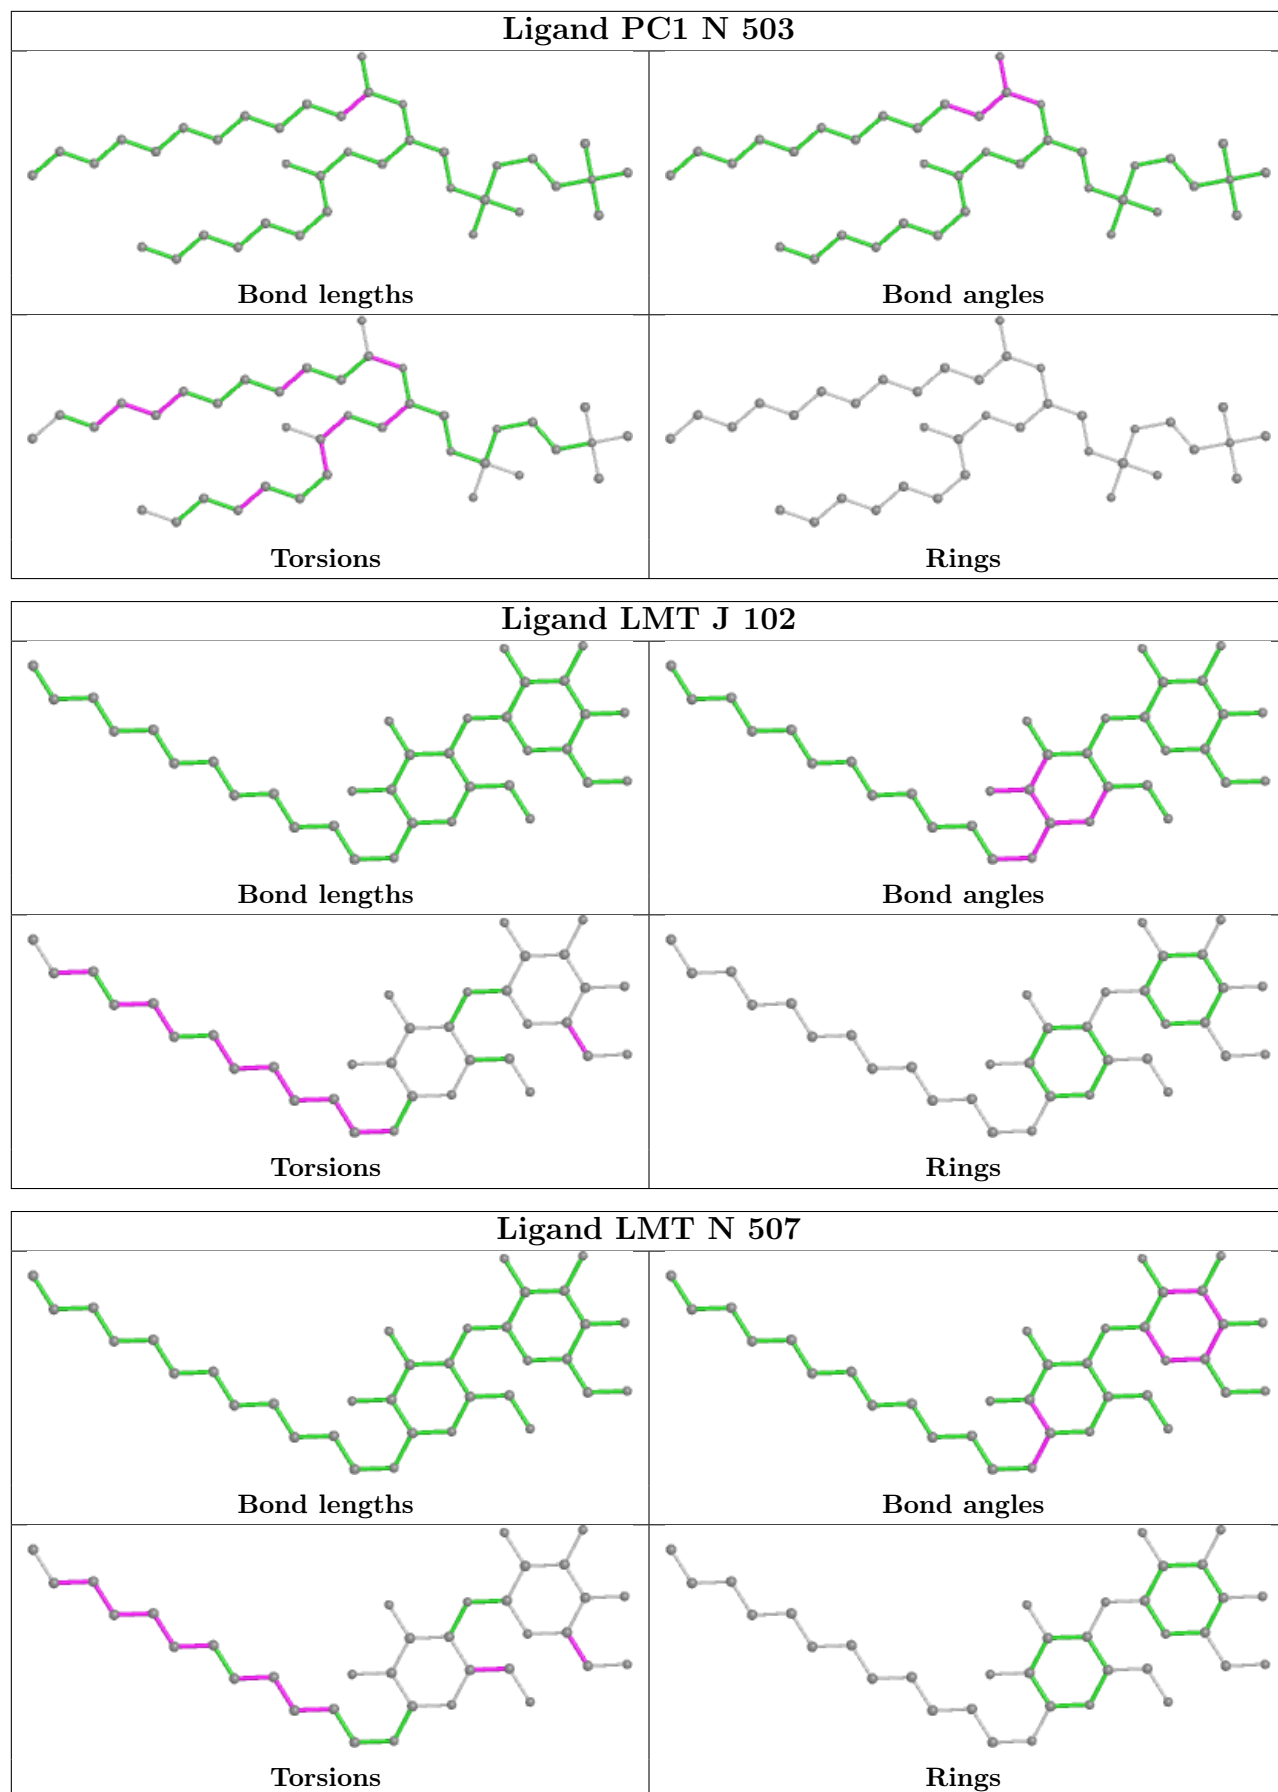 Ligand PC1 N 503
Bond lengths
Bond angles
Torsions
Rings
Ligand LMT J 102
Bond lengths
Bond angles
Torsions
Rings
Ligand LMT N 507
Bond lengths
Bond angles
Torsions
Rings